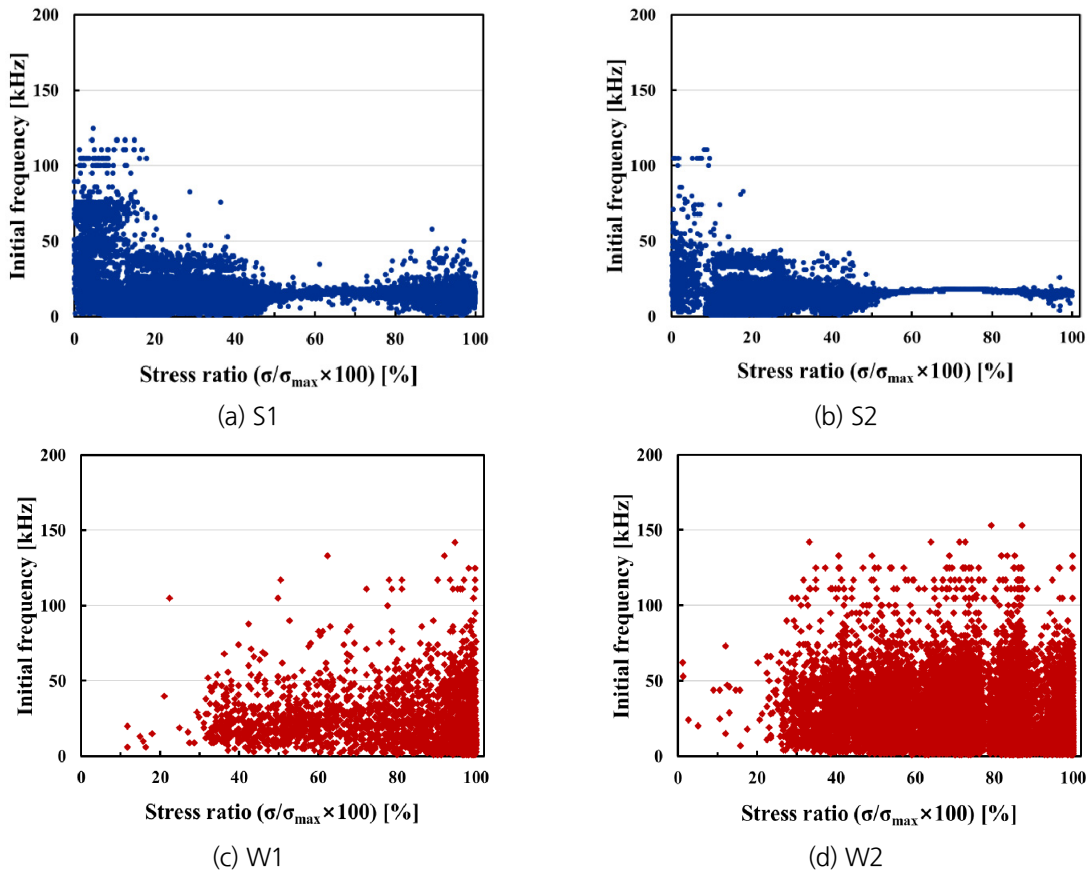 200
150
100
50
0
Initial frequency [kHz]
0 20 40 60 80 100
Stress ratio (σ/σmax×100) [%]
(a) S1
200
150
100
50
0
Initial frequency [kHz]
0 20 40 60 80 100
Stress ratio (σ/σmax×100) [%]
(b) S2
200
150
100
50
0
Initial frequency [kHz]
0 20 40 60 80 100
Stress ratio (σ/σmax×100) [%]
(c) W1
200
150
100
50
0
Initial frequency [kHz]
0 20 40 60 80 100
Stress ratio (σ/σmax×100) [%]
(d) W2